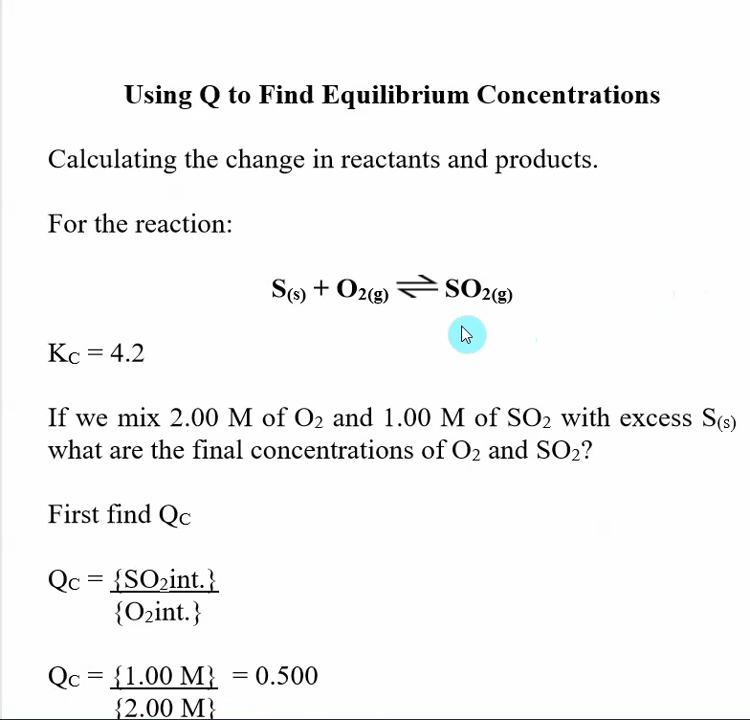 Using Q to Find Equilibrium Concentrations
Calculating the change in reactants and products.
For the reaction:
S(s) + O2(g) ⇌ SO2(g)
KC = 4.2
If we mix 2.00 M of O2 and 1.00 M of SO2 with excess S(s)
what are the final concentrations of O2 and SO2?
First find QC
QC = {SO2int.}
{O2int.}
QC = {1.00 M} = 0.500
{2.00 M}